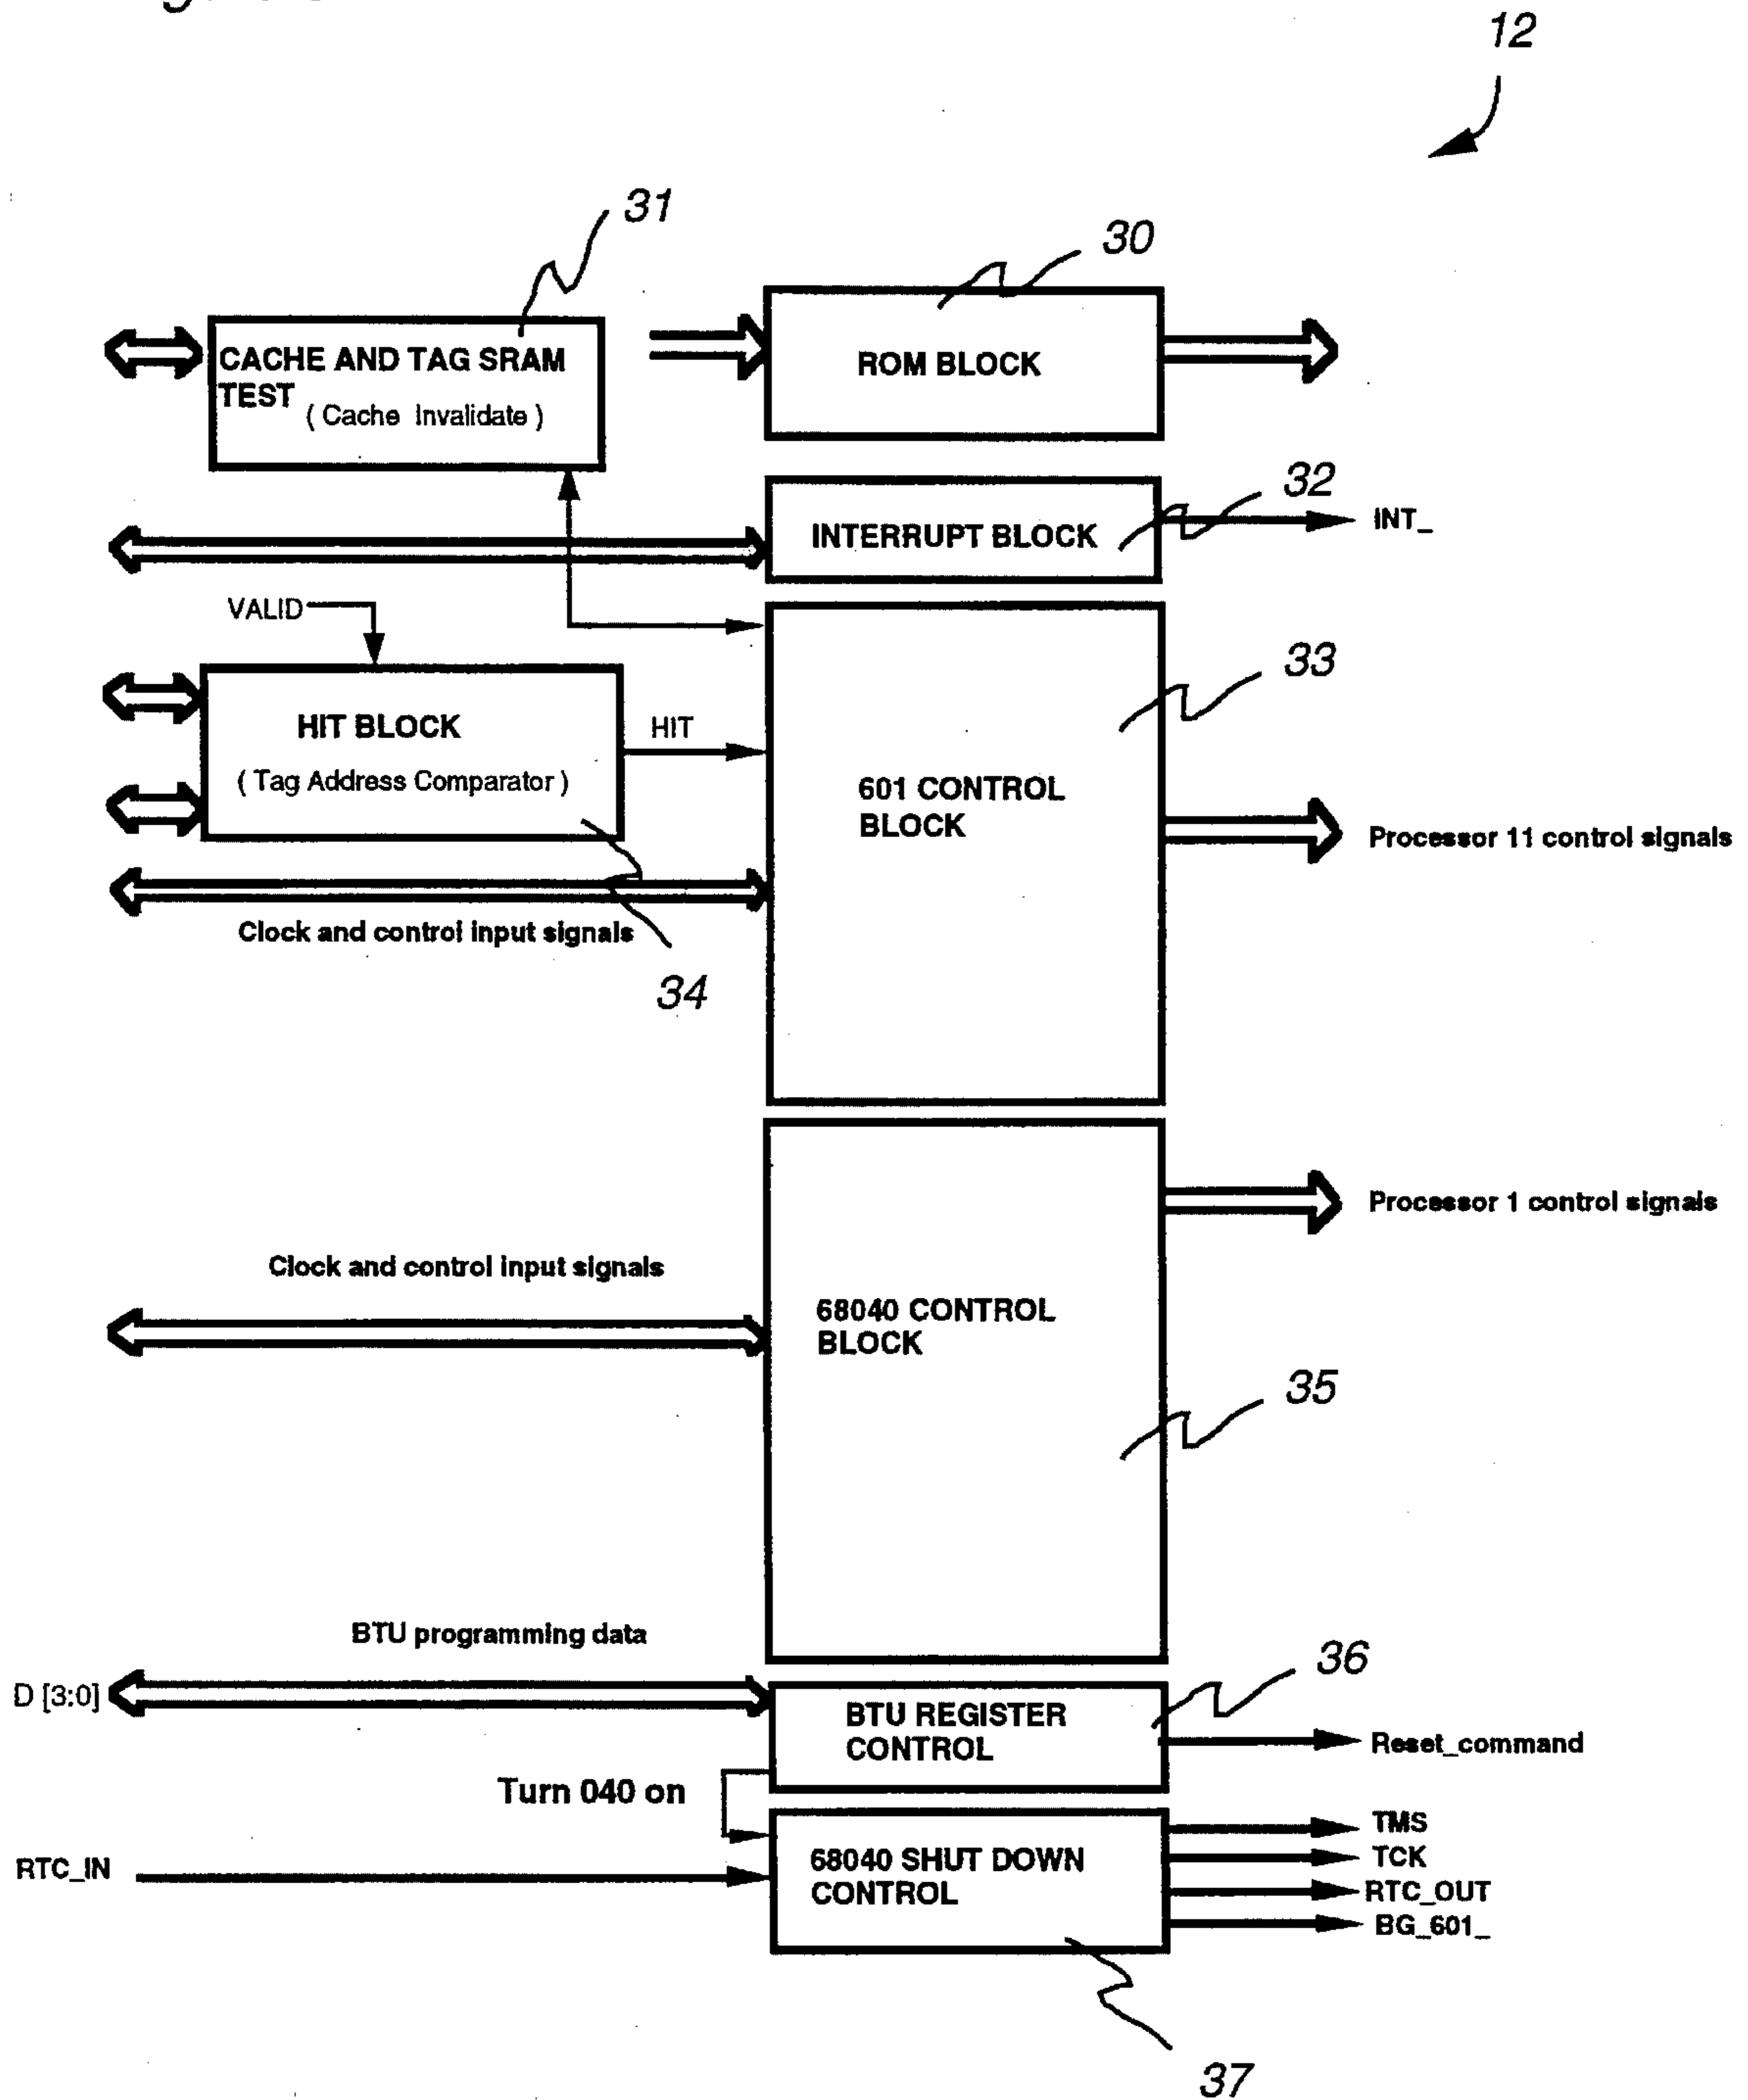 12
31
30
CACHE AND TAG SRAM
TEST
( Cache Invalidate )
ROM BLOCK
32
INTERRUPT BLOCK
INT_
VALID
33
HIT BLOCK
HIT
( Tag Address Comparator )
601 CONTROL
BLOCK
Processor 11 control signals
Clock and control input signals
34
Processor 1 control signals
Clock and control input signals
68040 CONTROL
BLOCK
35
BTU programming data
36
D [3:0]
BTU REGISTER
CONTROL
Reset_command
Turn 040 on
TMS
RTC_IN
68040 SHUT DOWN
CONTROL
TCK
RTC_OUT
BG_601_
37